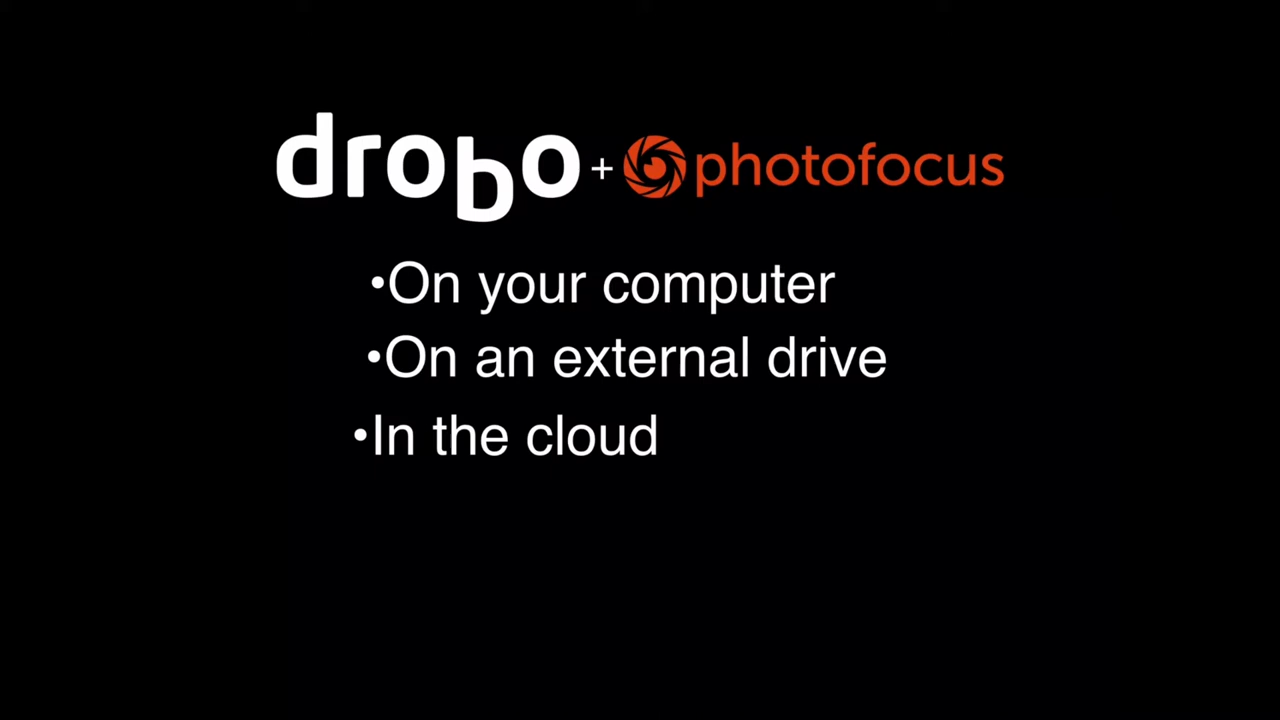 drobo + photofocus
•On your computer
•On an external drive
•In the cloud